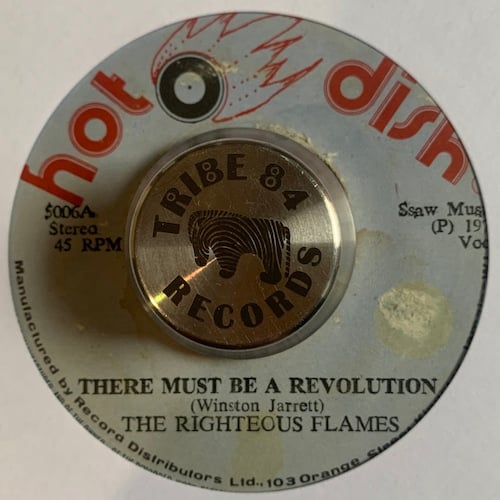 hot dish
TRIBE 84
RECORDS
5006A
Stereo
45 RPM
Ssaw Mus
(P) 197
Voc
THERE MUST BE A REVOLUTION
(Winston Jarrett)
THE RIGHTEOUS FLAMES
Manufactured by Record Distributors Ltd., 103 Orange